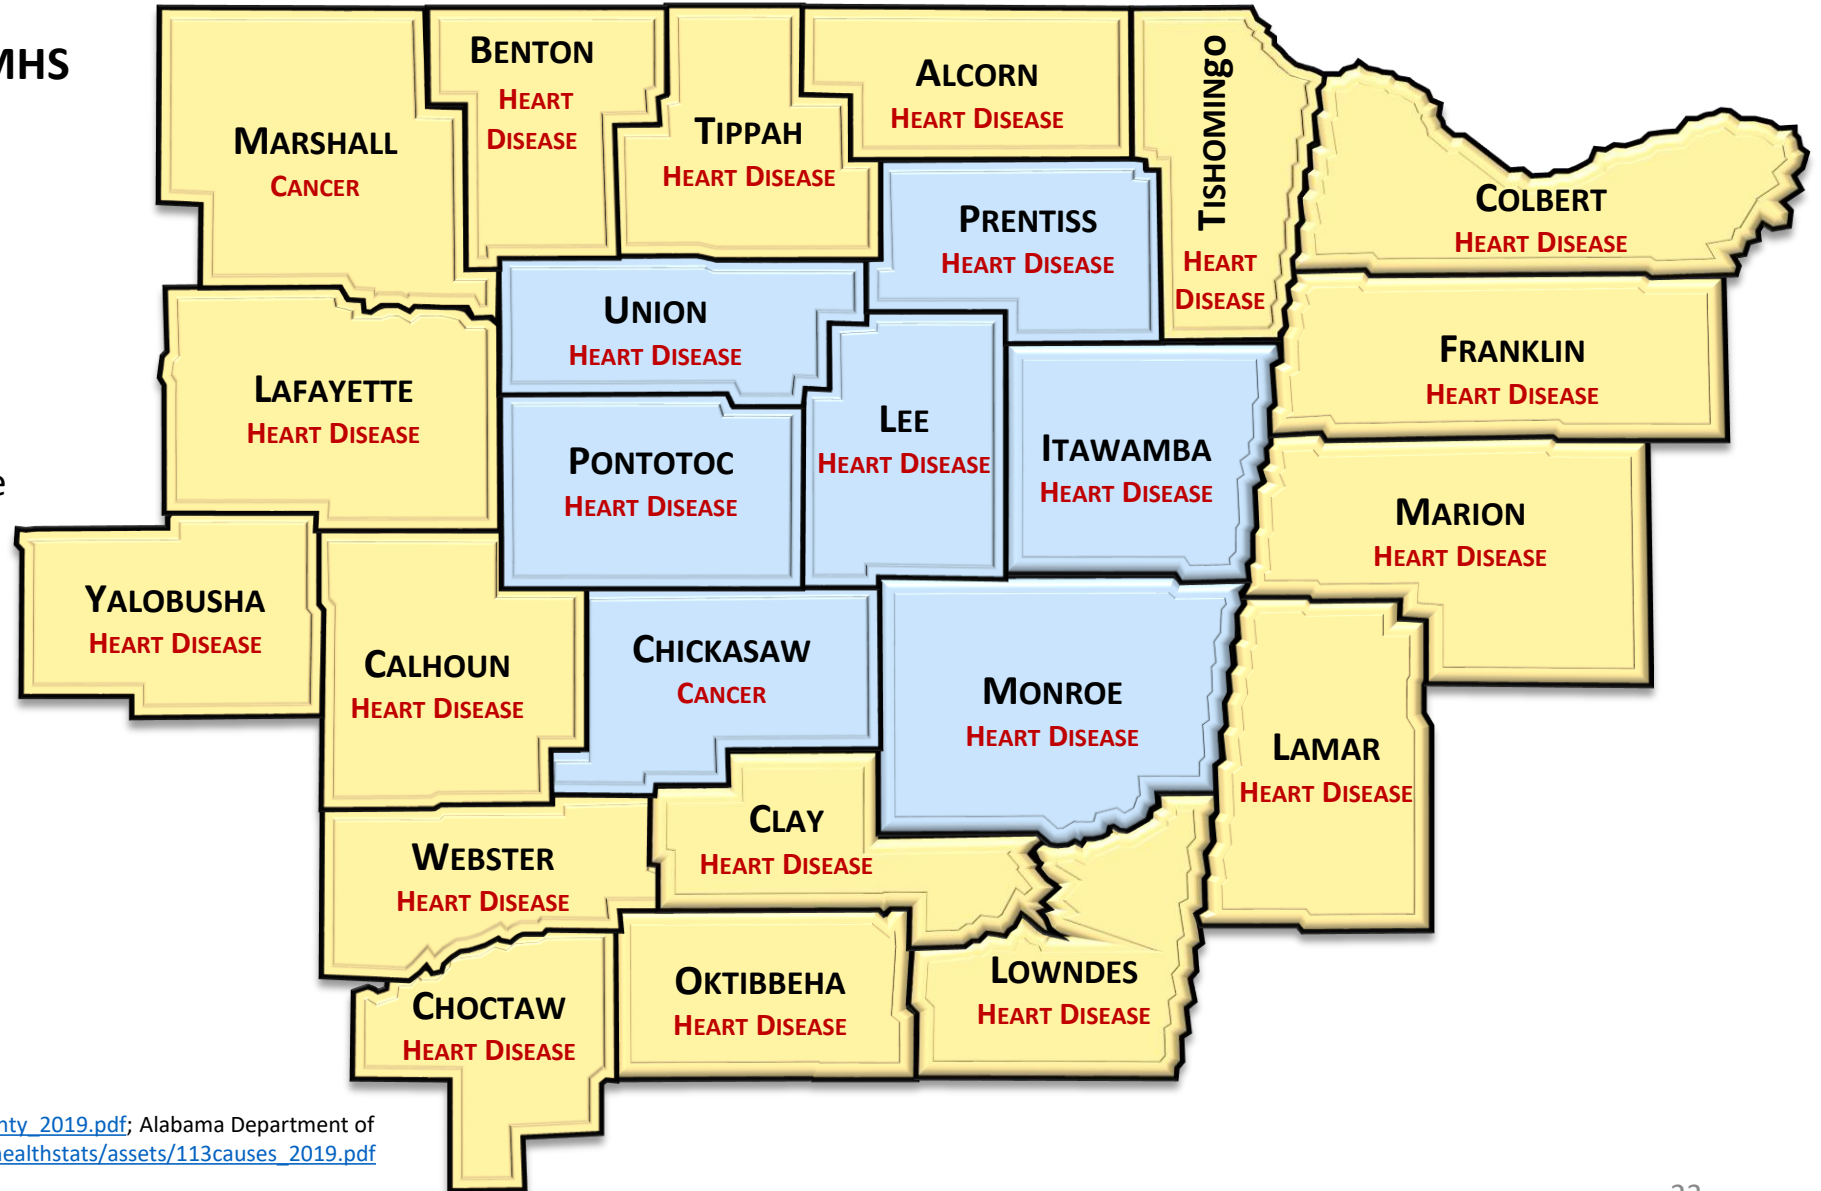 MHS
BENTON
HEART
DISEASE
ALCORN
HEART DISEASE
TISHOMINgO
HEART
DISEASE
MARSHALL
CANCER
TIPPAH
HEART DISEASE
COLBERT
HEART DISEASE
PRENTISS
HEART DISEASE
UNION
HEART DISEASE
FRANKLIN
HEART DISEASE
LAFAYETTE
HEART DISEASE
LEE
HEART DISEASE
PONTOTOC
HEART DISEASE
ITAWAMBA
HEART DISEASE
e
MARION
HEART DISEASE
YALOBUSHA
HEART DISEASE
CALHOUN
HEART DISEASE
CHICKASAW
CANCER
MONROE
HEART DISEASE
LAMAR
HEART DISEASE
CLAY
HEART DISEASE
WEBSTER
HEART DISEASE
OKTIBBEHA
HEART DISEASE
LOWNDES
HEART DISEASE
CHOCTAW
HEART DISEASE
nty_2019.pdf; Alabama Department of
healthstats/assets/113causes_2019.pdf